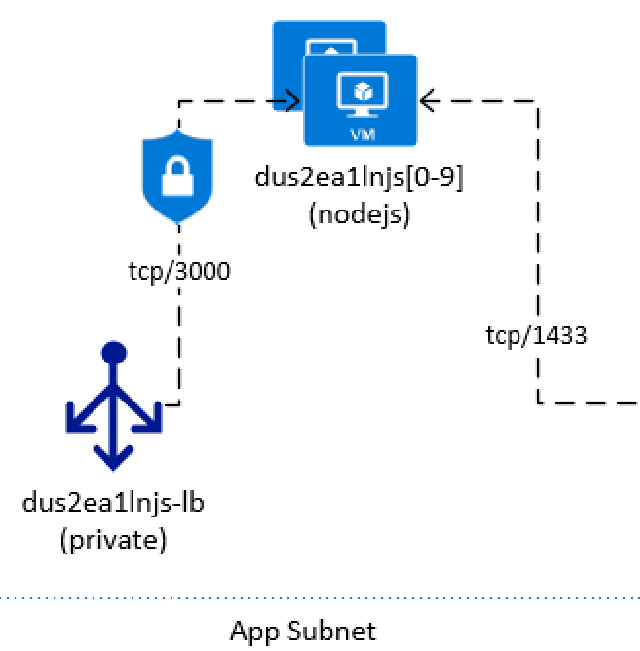 VM
dus2ea1lnjs[0-9]
(nodejs)
tcp/3000
tcp/1433
dus2ea1lnjs-lb
(private)
App Subnet